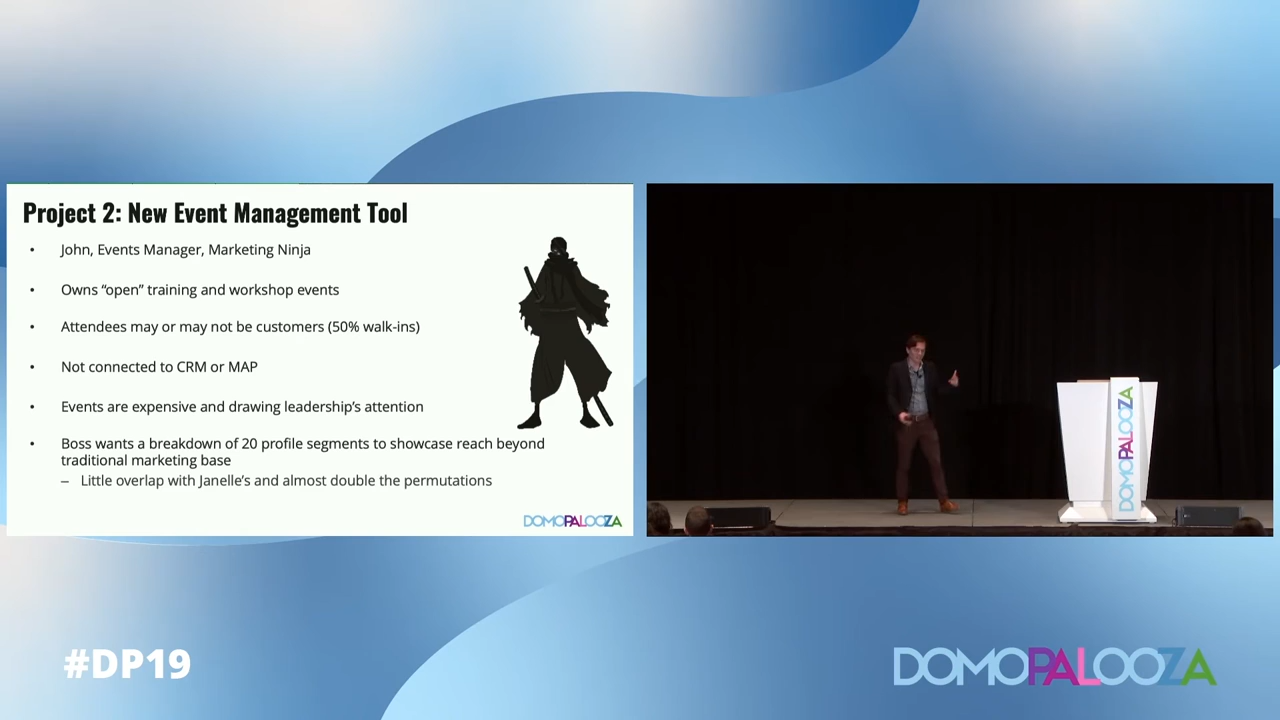 Project 2: New Event Management Tool
• John, Events Manager, Marketing Ninja
• Owns “open” training and workshop events
• Attendees may or may not be customers (50% walk-ins)
• Not connected to CRM or MAP
• Events are expensive and drawing leadership’s attention
• Boss wants a breakdown of 20 profile segments to showcase reach beyond
traditional marketing base
– Little overlap with Janelle’s and almost double the permutations
DOMOPALOOZA
DOMOPALOOZA
#DP19
DOMOPALOOZA